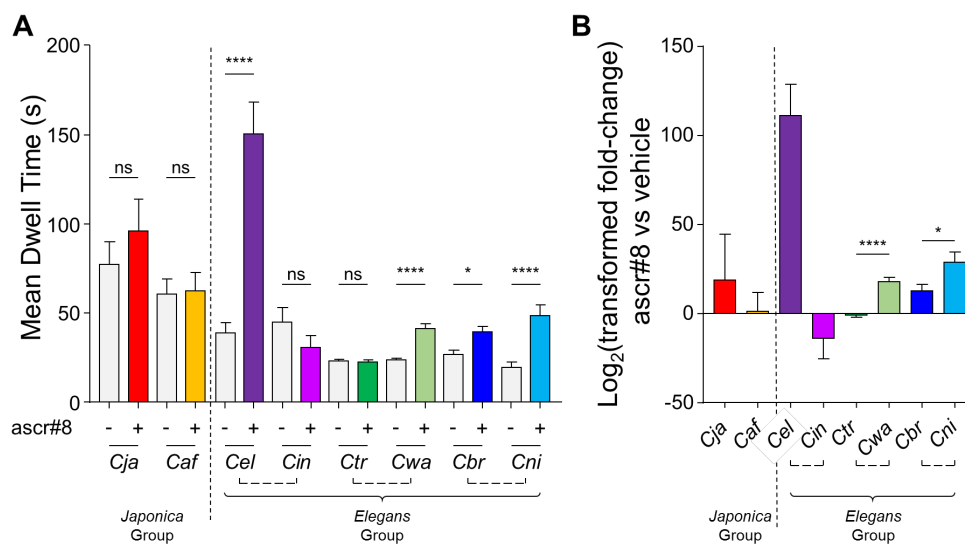 A
200
150
100
50
0
Mean Dwell Time (s)
ns
ns
****
ns
ns
****
*
****
ascr#8
- + - + - + - + - + - + - + - +
Cja Caf Cel Cin Ctr Cwa Cbr Cni
Japonica
Group
Elegans
Group
B
150
100
50
0
-50
Log2(transformed fold-change)
ascr#8 vs vehicle
****
*
Cja Caf Cel Cin Ctr Cwa Cbr Cni
Japonica
Group
Elegans
Group